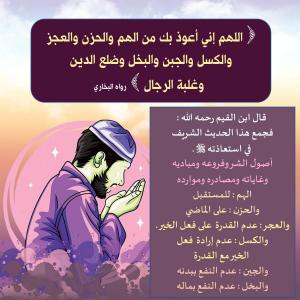 ﴿ اللهم إني أعوذ بك من الهم والحزن والعجز
والكسل والجبن والبخل وضلع الدين
وغلبة الرجال ﴾ رواه البخاري
قال ابن القيم رحمه الله :
فجمع هذا الحديث الشريف
في استعاذته ﷺ .
أصول الشر وفروعه ومباديه
وغاياته ومصادره وموارده
الهم : للمستقبل
والحزن : على الماضي
والعجز: عدم القدرة على فعل الخير.
والكسل : عدم إرادة فعل
الخير مع القدرة
والجبن : عدم النفع ببدنه
والبخل : عدم النفع بماله